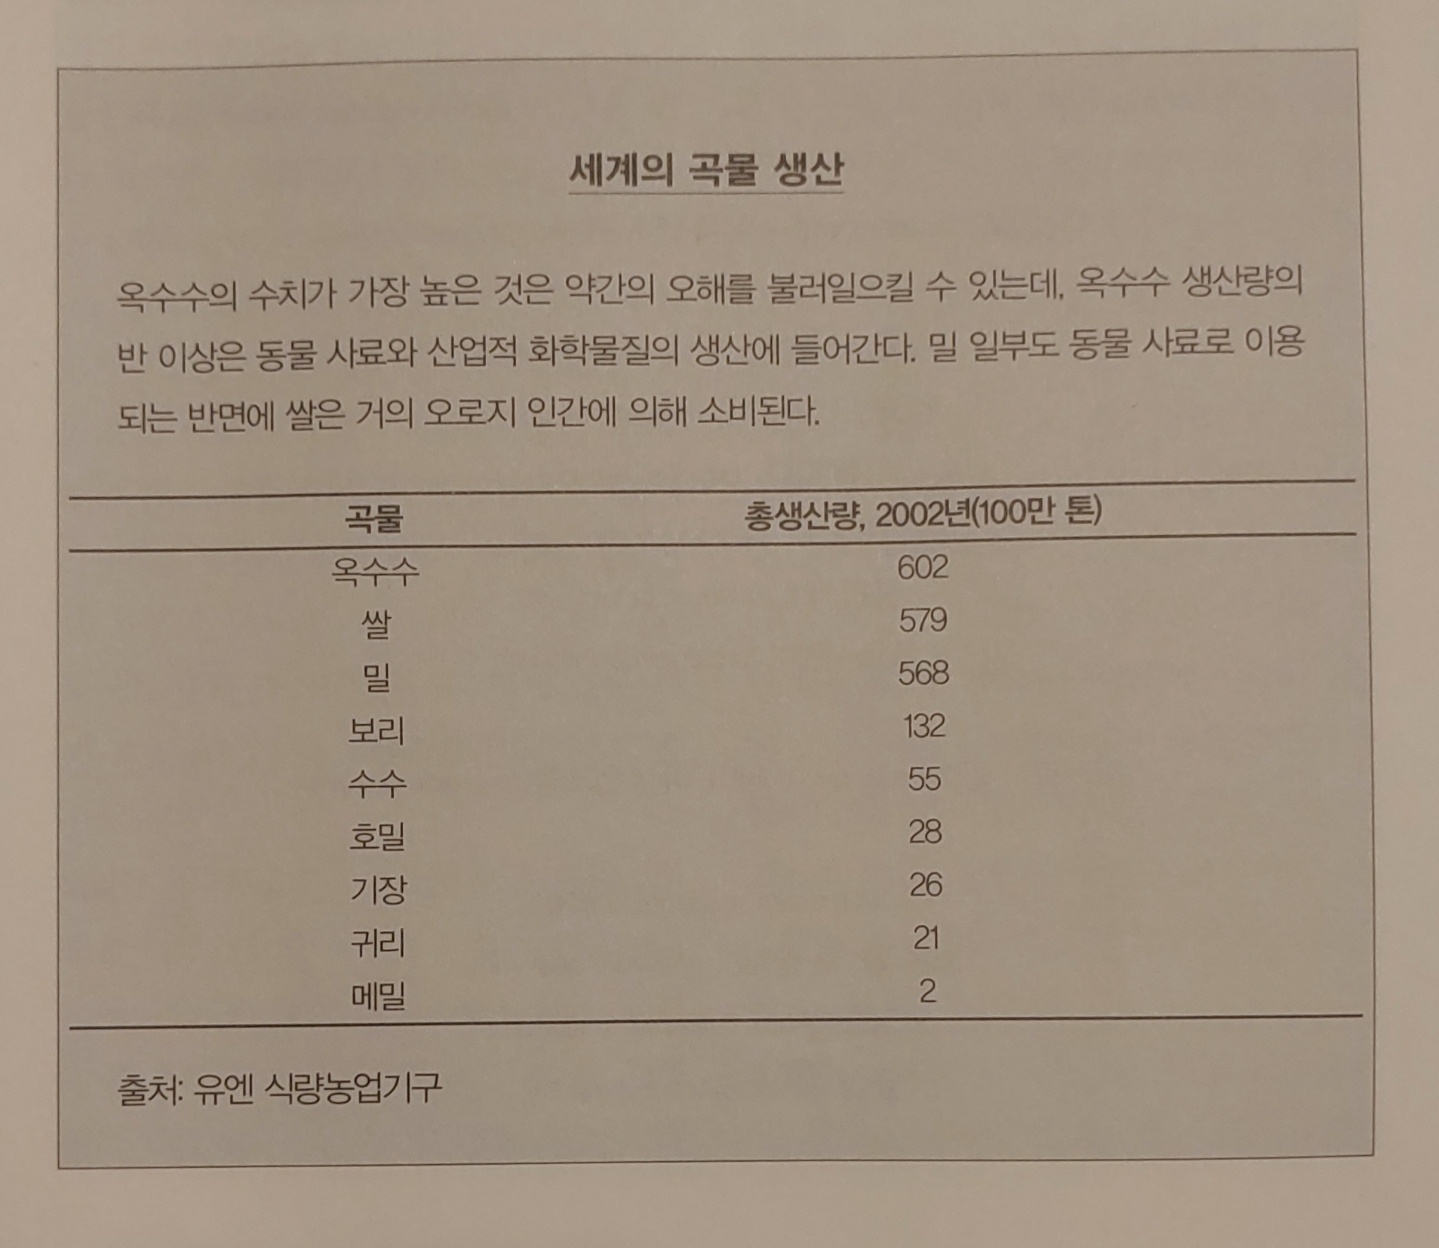 세계의 곡물 생산
옥수수의 수치가 가장 높은 것은 약간의 오해를 불러일으킬 수 있는데, 옥수수 생산량의
반 이상은 동물 사료와 산업적 화학물질의 생산에 들어간다. 밀 일부도 동물 사료로 이용
되는 반면에 쌀은 거의 오로지 인간에 의해 소비된다.
곡물 총생산량, 2002년(100만 톤)
옥수수 602
쌀 579
밀 568
보리 132
수수 55
호밀 28
기장 26
귀리 21
메밀 2
출처: 유엔 식량농업기구